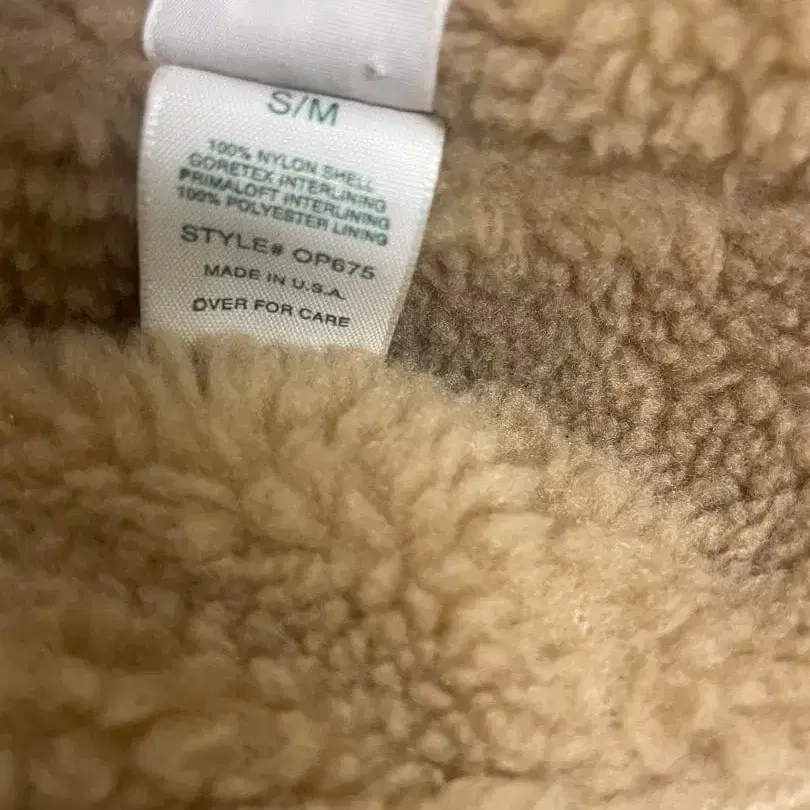 S/M
100% NYLON SHELL
GORETEX INTERLINING
PRIMALOFT INTERLINING
100% POLYESTER LINING
STYLE# OP675
MADE IN U.S.A.
OVER FOR CARE